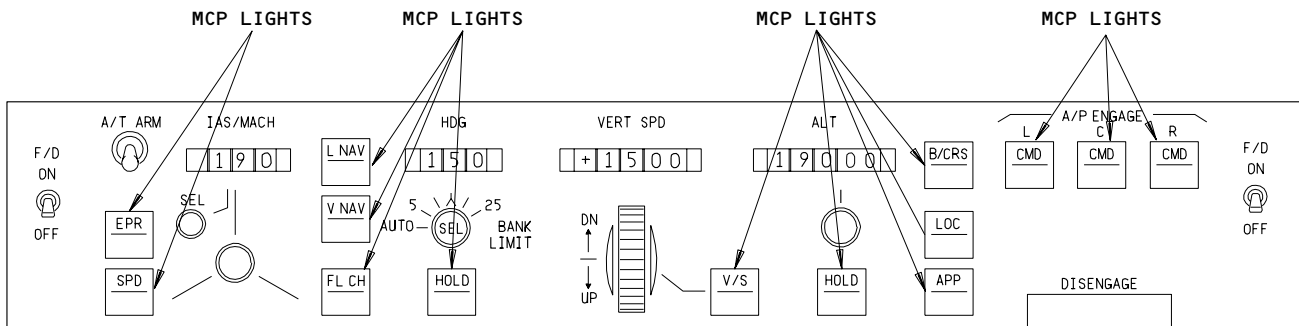 MCP LIGHTS MCP LIGHTS MCP LIGHTS MCP LIGHTS
A/T ARM IAS/MACH HDG VERT SPD ALT A/P ENGAGE
L C R
F/D
ON
OFF
190
L NAV
150
+1500
19000
B/CRS
CMD CMD CMD
F/D
ON
OFF
EPR
SEL
V NAV
5 25
AUTO
SEL
BANK
LIMIT
DN
UP
LOC
SPD
FL CH
HOLD
V/S
HOLD
APP
DISENGAGE